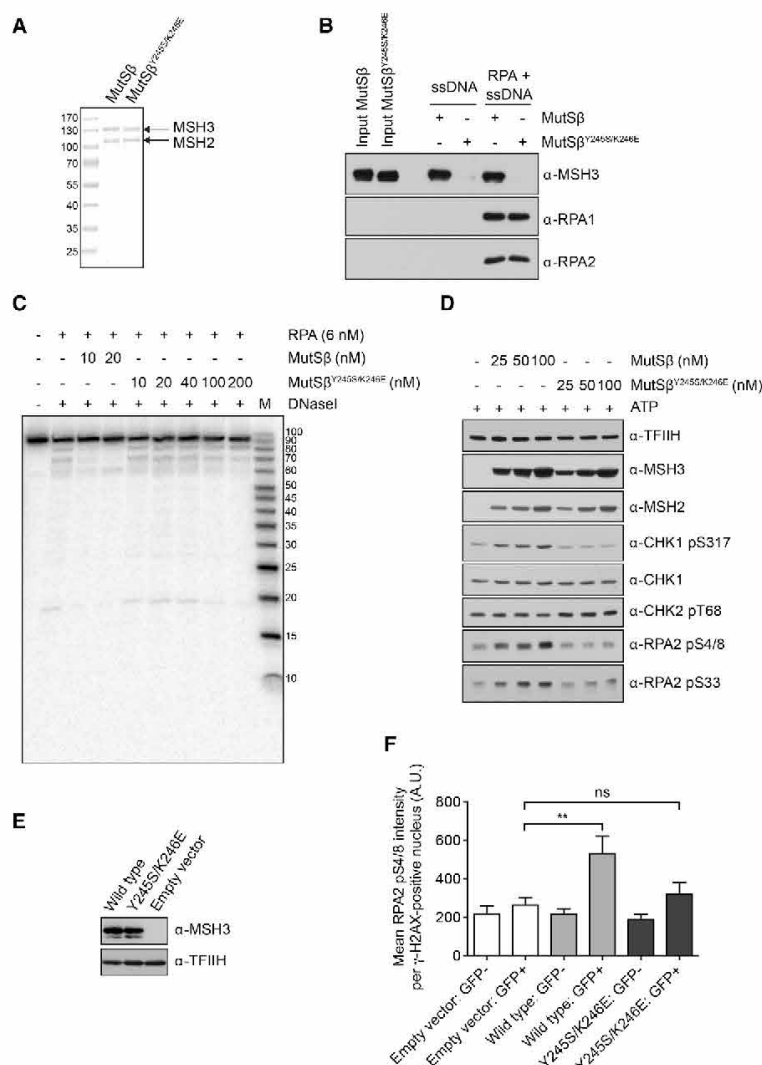 A
MutSβ
MutSβY245S/K246E
170
130
100
70
55
40
35
25
MSH3
MSH2
B
Input MutSβ
Input MutSβY245S/K246E
ssDNA
RPA +
ssDNA
+ - + - MutSβ
- + - + MutSβY245S/K246E
α-MSH3
α-RPA1
α-RPA2
C
- + + + + + + + + RPA (6 nM)
10 20 MutSβ (nM)
10 20 40 100 200 MutSβY245S/K246E (nM)
- + + + + + + + + M DNaseI
100
90
80
70
60
50
45
40
35
30
25
20
15
10
D
- 25 50 100 - - - MutSβ (nM)
- - - - 25 50 100 MutSβY245S/K246E (nM)
+ + + + + + + ATP
α-TFIIH
α-MSH3
α-MSH2
α-CHK1 pS317
α-CHK1
α-CHK2 pT68
α-RPA2 pS4/8
α-RPA2 pS33
E
Wild type
Y245S/K246E
Empty vector
α-MSH3
α-TFIIH
F
Mean RPA2 pS4/8 intensity
per γ-H2AX-positive nucleus (A.U.)
800
600
400
200
0
ns
**
Empty vector: GFP-
Empty vector: GFP+
Wild type: GFP-
Wild type: GFP+
Y245S/K246E: GFP-
Y245S/K246E: GFP+